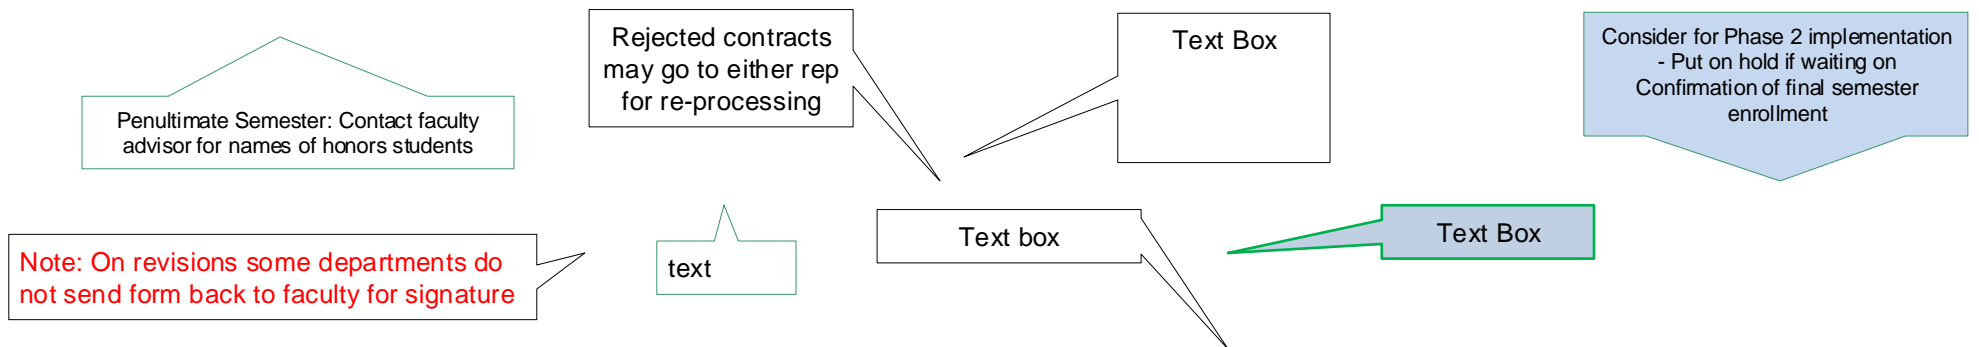 Penultimate Semester: Contact faculty
advisor for names of honors students
Rejected contracts
may go to either rep
for re-processing
Text Box
Consider for Phase 2 implementation
- Put on hold if waiting on
Confirmation of final semester
enrollment
Note: On revisions some departments do
not send form back to faculty for signature
text
Text box
Text Box